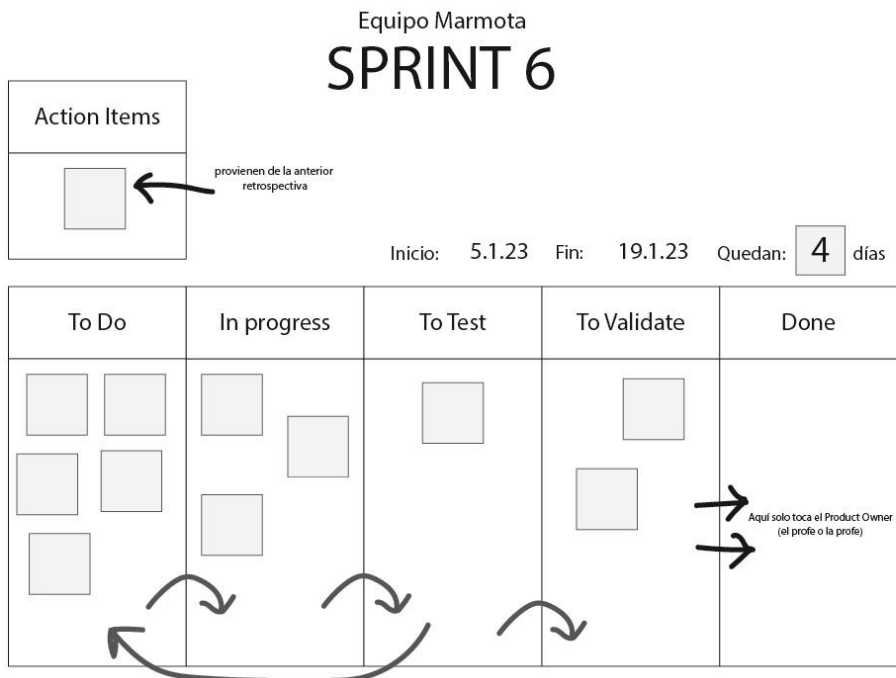 Equipo Marmota
SPRINT 6
Action Items
provienen de la anterior
retrospectiva
Inicio: 5.1.23 Fin: 19.1.23 Quedan: 4 días
To Do In progress To Test To Validate Done
Aquí solo toca el Product Owner
(el profe o la profe)